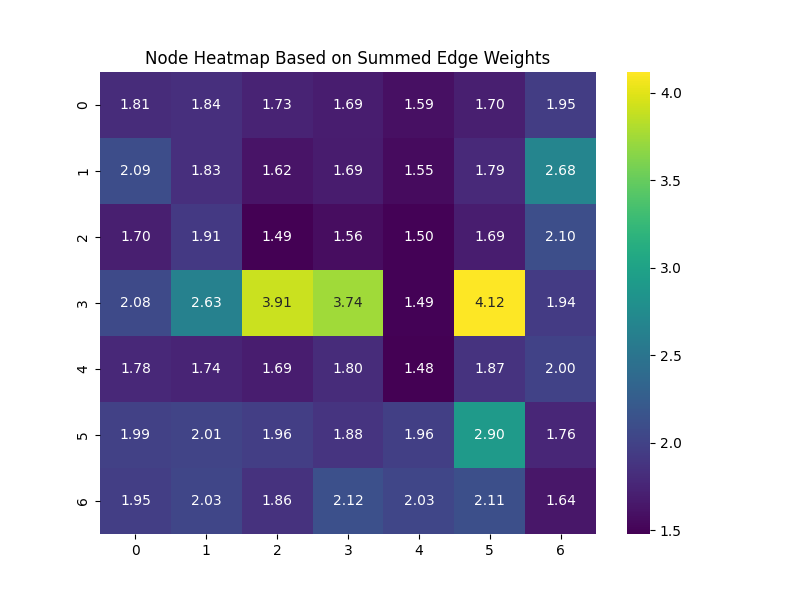 Node Heatmap Based on Summed Edge Weights
0 1.81 1.84 1.73 1.69 1.59 1.70 1.95
1 2.09 1.83 1.62 1.69 1.55 1.79 2.68
2 1.70 1.91 1.49 1.56 1.50 1.69 2.10
3 2.08 2.63 3.91 3.74 1.49 4.12 1.94
4 1.78 1.74 1.69 1.80 1.48 1.87 2.00
5 1.99 2.01 1.96 1.88 1.96 2.90 1.76
6 1.95 2.03 1.86 2.12 2.03 2.11 1.64
0 1 2 3 4 5 6
4.0
3.5
3.0
2.5
2.0
1.5